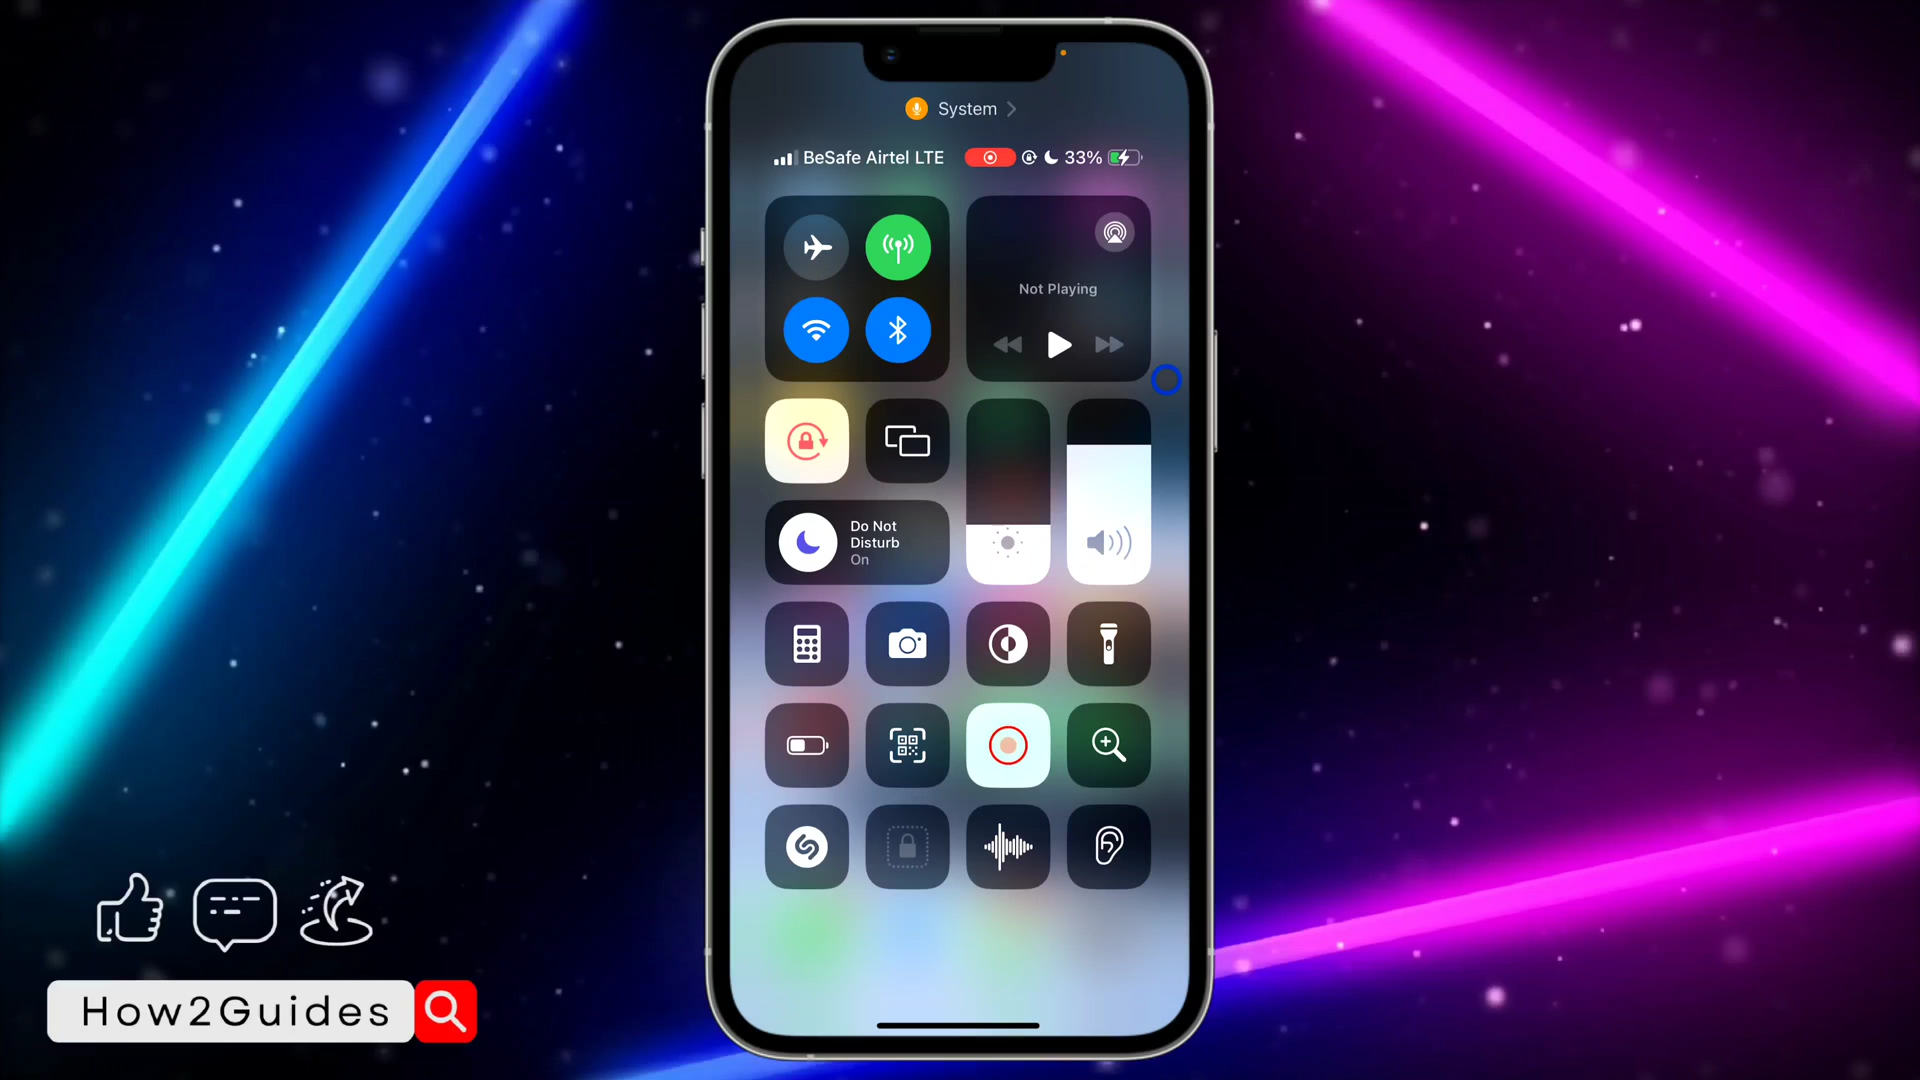 System
BeSafe Airtel LTE 33%
Not Playing
Do Not
Disturb
On
How2Guides